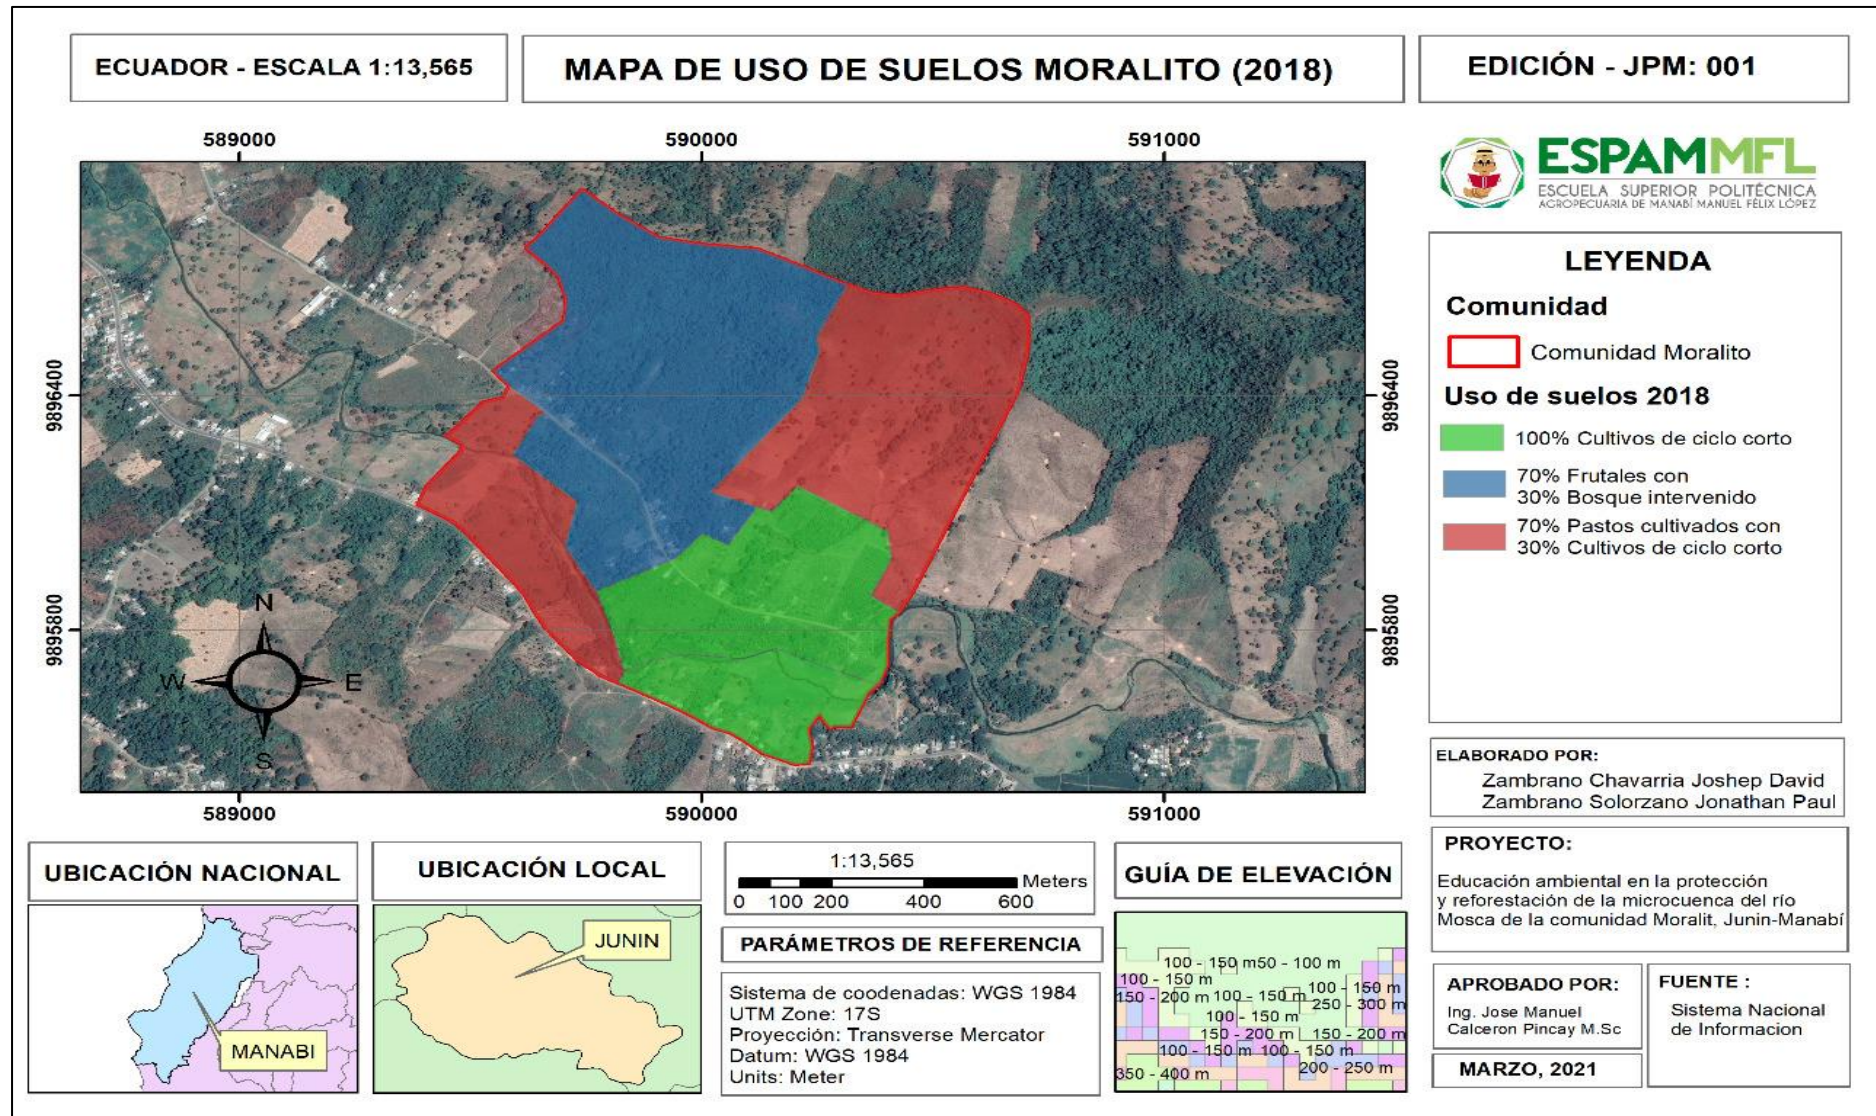 ECUADOR - ESCALA 1:13,565
MAPA DE USO DE SUELOS MORALITO (2018)
EDICIÓN - JPM: 001
589000
590000
591000
9896400
9895800
9896400
9895800
589000
590000
591000
N
W
E
S
ESPAMMFL
ESCUELA SUPERIOR POLITÉCNICA
AGROPECUARIA DE MANABÍ MANUEL FÉLIX LÓPEZ
LEYENDA
Comunidad
Comunidad Moralito
Uso de suelos 2018
100% Cultivos de ciclo corto
70% Frutales con
30% Bosque intervenido
70% Pastos cultivados con
30% Cultivos de ciclo corto
ELABORADO POR:
Zambrano Chavarria Joshep David
Zambrano Solorzano Jonathan Paul
PROYECTO:
Educación ambiental en la protección
y reforestación de la microcuenca del río
Mosca de la comunidad Moralit, Junin-Manabí
APROBADO POR:
Ing. Jose Manuel
Calceron Pincay M.Sc
MARZO, 2021
FUENTE :
Sistema Nacional
de Informacion
UBICACIÓN NACIONAL
MANABI
UBICACIÓN LOCAL
JUNIN
1:13,565
Meters
0 100 200 400 600
PARÁMETROS DE REFERENCIA
Sistema de coodenadas: WGS 1984
UTM Zone: 17S
Proyección: Transverse Mercator
Datum: WGS 1984
Units: Meter
GUÍA DE ELEVACIÓN
100 - 150 m 50 - 100 m
100 - 150 m
100 - 150 m
150 - 200 m 100 - 150 m 250 - 300 m
100 - 150 m
150 - 200 m 150 - 200 m
100 - 150 m 100 - 150 m
350 - 400 m 200 - 250 m